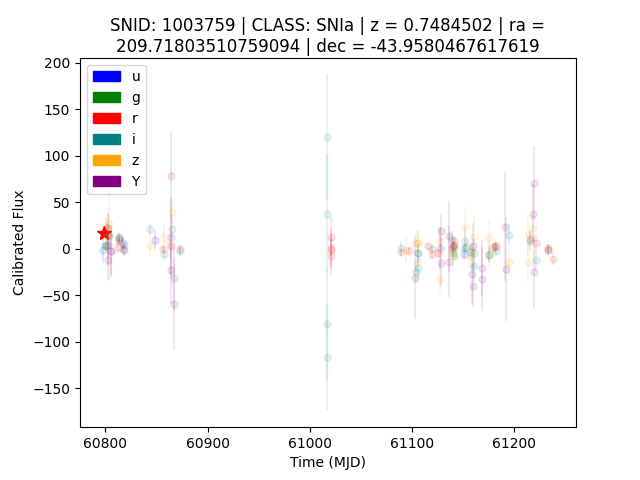 SNID: 1003759 | CLASS: SNIa | z = 0.7484502 | ra =
209.71803510759094 | dec = -43.9580467617619
u
g
r
i
z
Y
200
150
100
50
0
−50
−100
−150
Calibrated Flux
60800
60900
61000
61100
61200
Time (MJD)